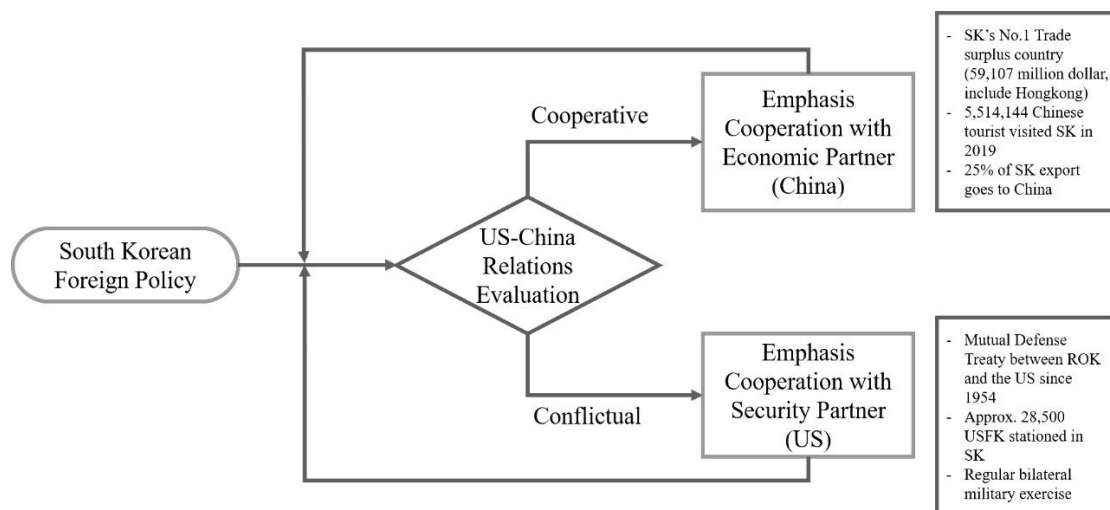 South Korean
Foreign Policy
US-China
Relations
Evaluation
Cooperative
Conflictual
Emphasis
Cooperation with
Economic Partner
(China)
- SK's No.1 Trade
surplus country
(59,107 million dollar,
include Hongkong)
- 5,514,144 Chinese
tourist visited SK in
2019
- 25% of SK export
goes to China
Emphasis
Cooperation with
Security Partner
(US)
- Mutual Defense
Treaty between ROK
and the US since
1954
- Approx. 28,500
USFK stationed in
SK
- Regular bilateral
military exercise